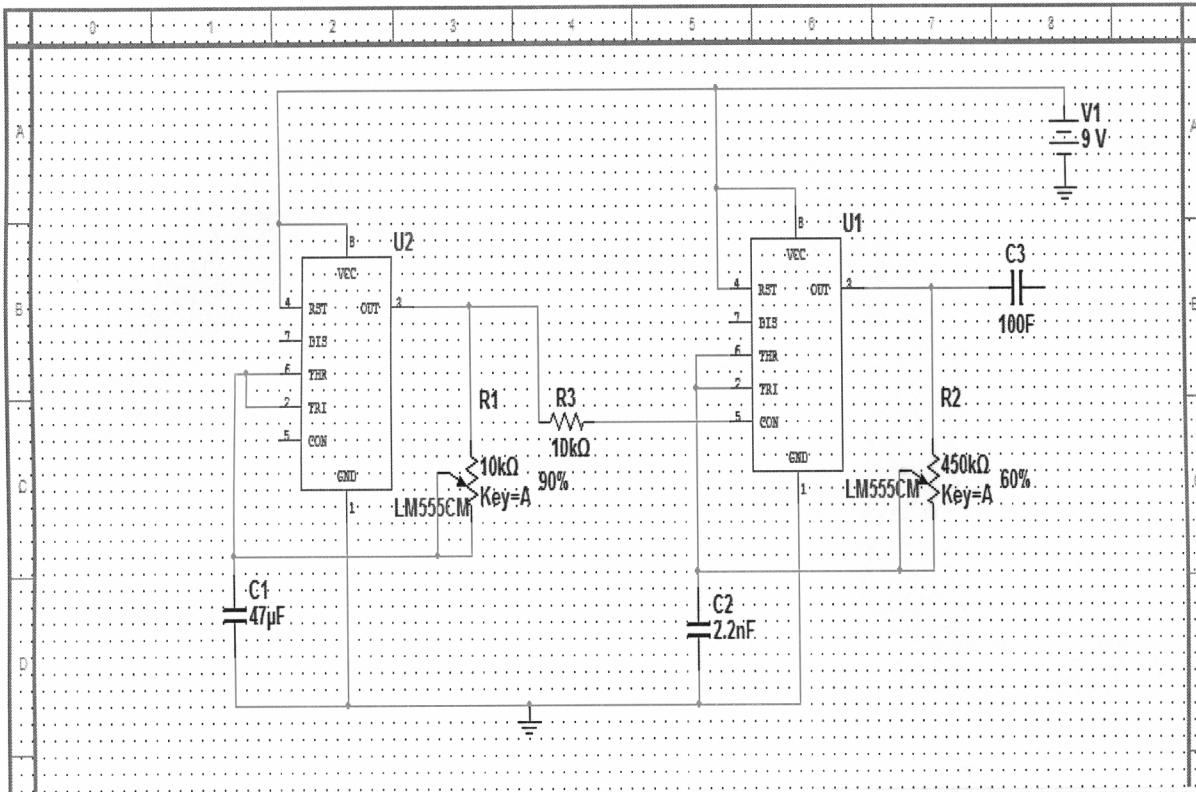 0 1 2 3 4 5 6 7 8
A
A
V1
9 V
8
U2
VCC
4 RST OUT 3
7 DIS
6 THR
2 TRI
5 CON
GND
1
LM555CM
8
U1
VCC
4 RST OUT 3
7 DIS
6 THR
2 TRI
5 CON
GND
1
LM555CM
B
C3
100F
R1
10kΩ
Key=A
90%
R3
10kΩ
R2
450kΩ
Key=A
60%
C
C1
47µF
C2
2.2nF
D